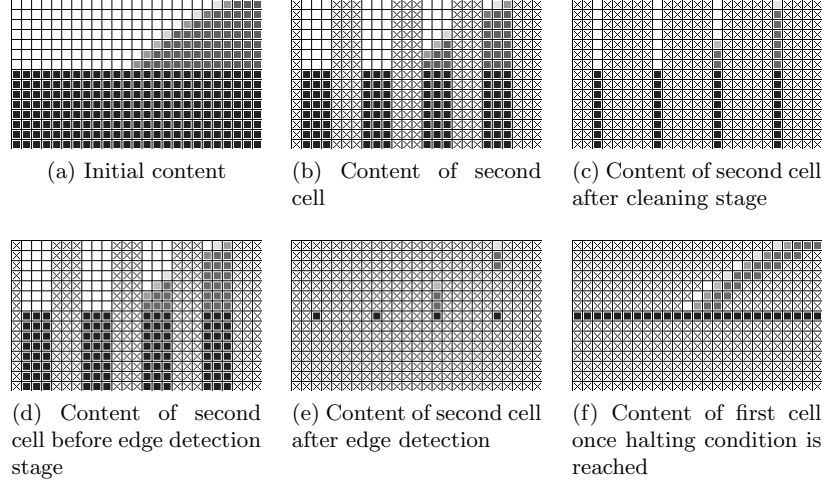 (a) Initial content
(b) Content of second
cell
(c) Content of second cell
after cleaning stage
(d) Content of second
cell before edge detection
stage
(e) Content of second cell
after edge detection
(f) Content of first cell
once halting condition is
reached